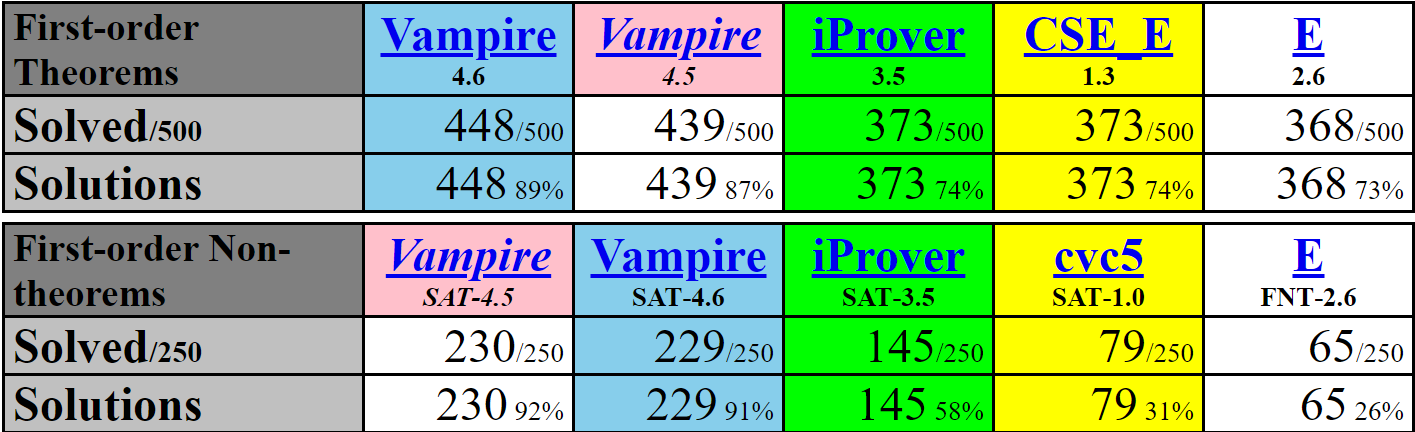 First-order Theorems Vampire 4.6 Vampire 4.5 iProver 3.5 CSE_E 1.3 E 2.6
Solved/500 448/500 439/500 373/500 373/500 368/500
Solutions 448 89% 439 87% 373 74% 373 74% 368 73%
First-order Non-theorems Vampire SAT-4.5 Vampire SAT-4.6 iProver SAT-3.5 cvc5 SAT-1.0 E FNT-2.6
Solved/250 230/250 229/250 145/250 79/250 65/250
Solutions 230 92% 229 91% 145 58% 79 31% 65 26%